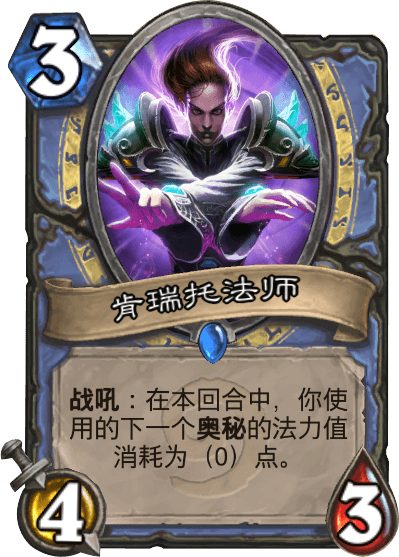 3
肯瑞托法师
战吼：在本回合中，你使
用的下一个奥秘的法力值
消耗为（0）点。
4
3